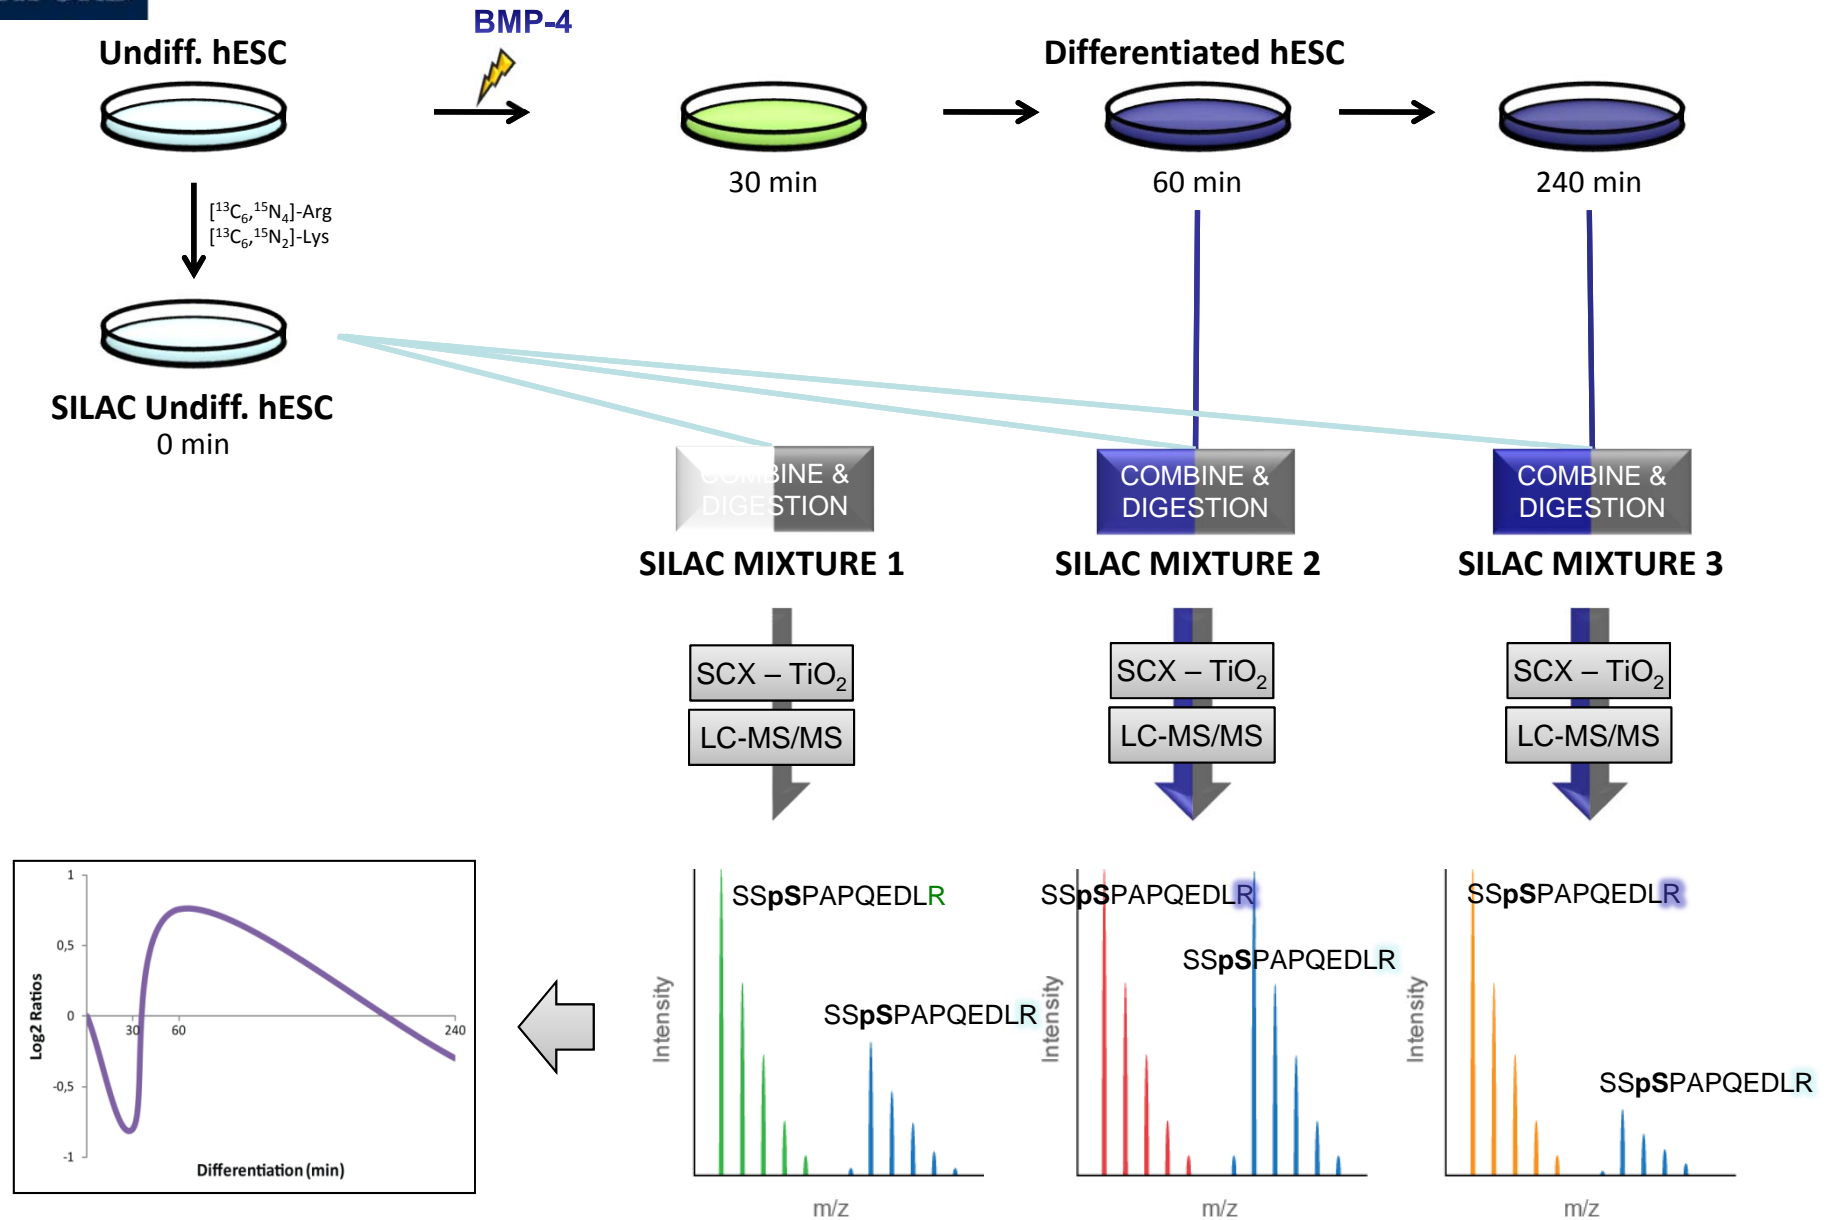 BMP-4
Undiff. hESC
Differentiated hESC
30 min
60 min
240 min
[¹³C₆,¹⁵N₄]-Arg
[¹³C₆,¹⁵N₂]-Lys
SILAC Undiff. hESC
0 min
COMBINE &
DIGESTION
COMBINE &
DIGESTION
COMBINE &
DIGESTION
SILAC MIXTURE 1
SILAC MIXTURE 2
SILAC MIXTURE 3
SCX – TiO₂
SCX – TiO₂
SCX – TiO₂
LC-MS/MS
LC-MS/MS
LC-MS/MS
1
0,5
0
-0,5
-1
30
60
240
Log2 Ratios
Differentiation (min)
SSpSPAPQEDLR
SSpSPAPQEDLR
Intensity
m/z
SSpSPAPQEDLR
SSpSPAPQEDLR
Intensity
m/z
SSpSPAPQEDLR
SSpSPAPQEDLR
Intensity
m/z